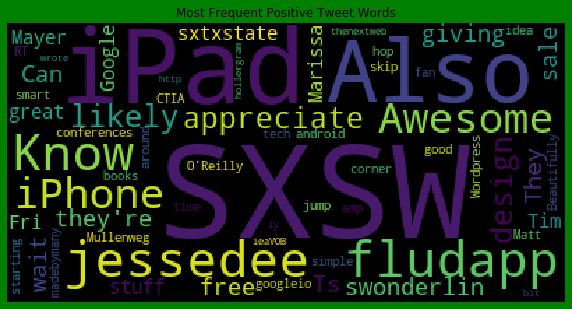 Most Frequent Positive Tweet Words
Mayer
RT
wrote
Can
smart
great
iPad
Google
sxtxstate
hollergram
http
CTIA
Marissa
Also
thenextweb
hop
skip
fan
giving
idea
sale
likely
appreciate
Awesome
conferences
around
tech
android
Know
books
O'Reilly
SXSW
good
corner
Wordpress
design
They
Beautifully
iPhone
time
jump
amp
Fri
they're
Mullenweg
ly
ieaVOB
Matt
Tim
starting
wait
madebymany
jessedee
simple
fludapp
stuff
free
googleio
Ts
swonderlin
bit